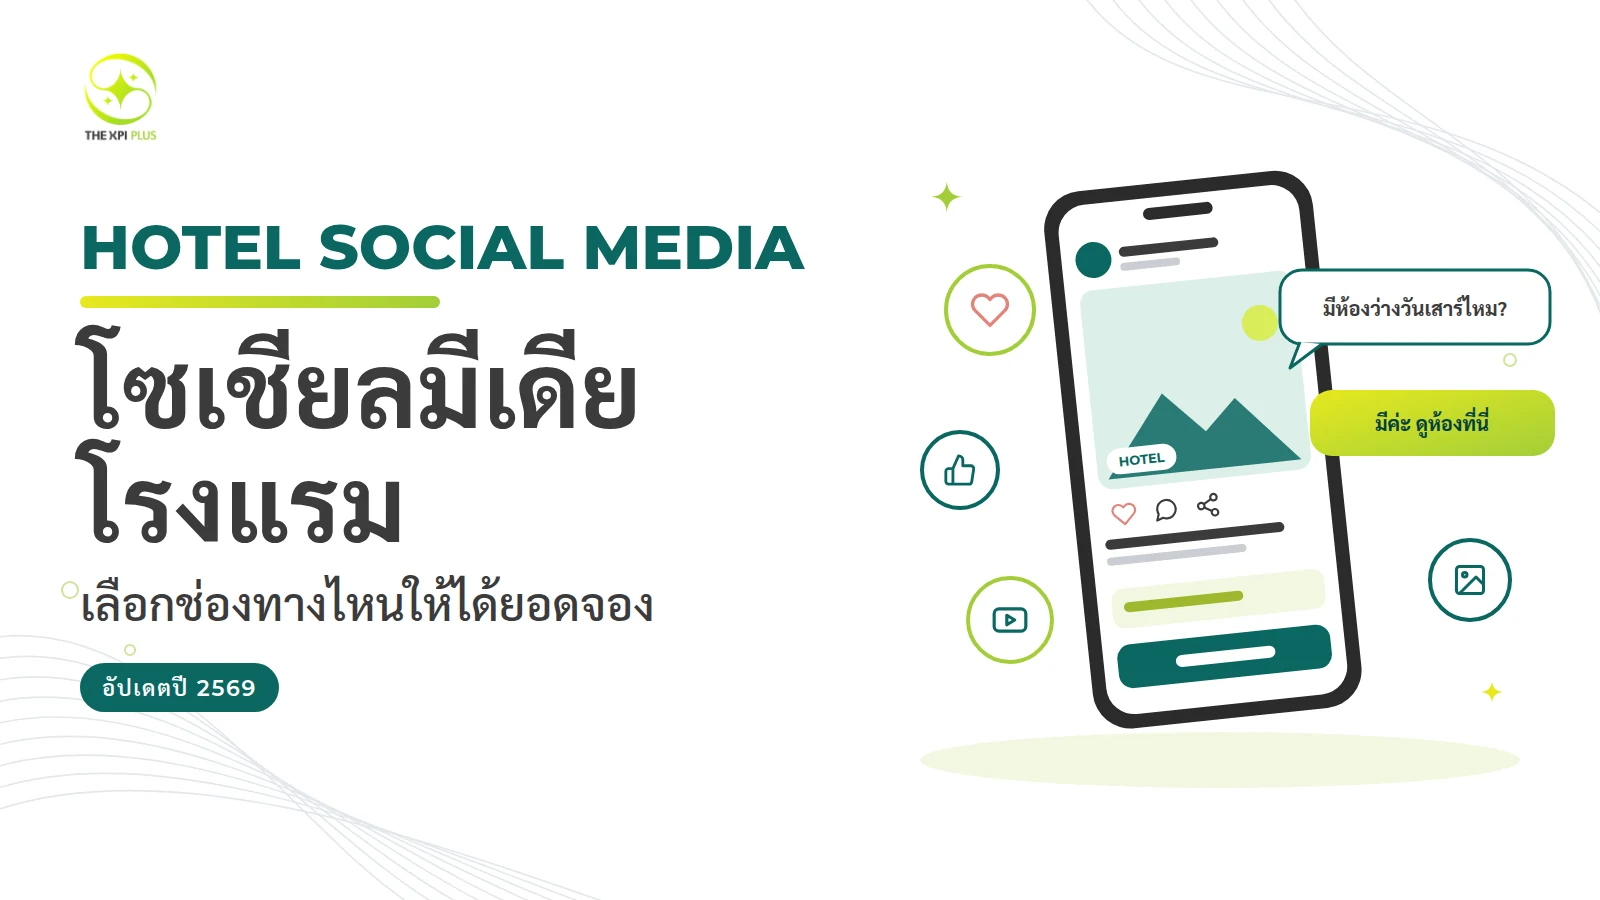 THE XPI PLUS
HOTEL SOCIAL MEDIA
โซเชียลมีเดีย
โรงแรม
เลือกช่องทางไหนให้ได้ยอดจอง
อัปเดตปี 2569
มีห้องว่างวันเสาร์ไหม?
มีค่ะ ดูห้องที่นี่
HOTEL